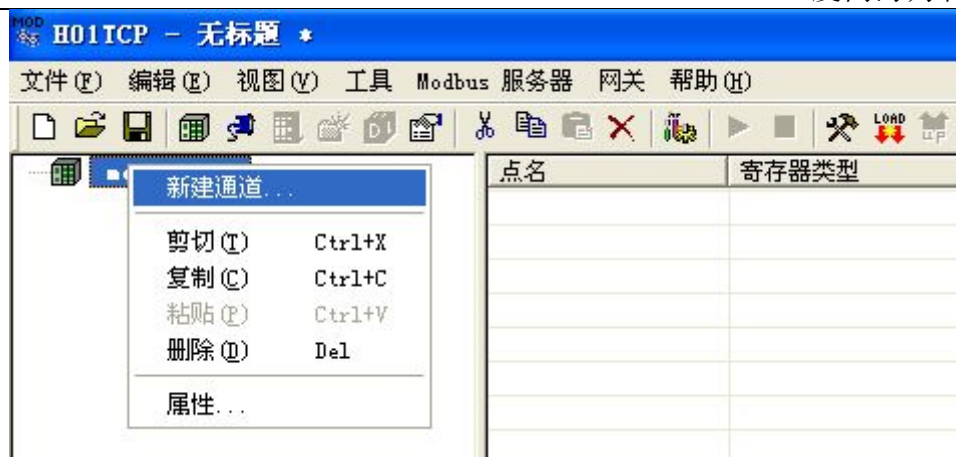 H01TCP - 无标题 *
文件(F) 编辑(E) 视图(V) 工具 Modbus 服务器 网关 帮助(H)
LOAD
点名 寄存器类型
新建通道...
剪切(T) Ctrl+X
复制(C) Ctrl+C
粘贴(P) Ctrl+V
删除(D) Del
属性...